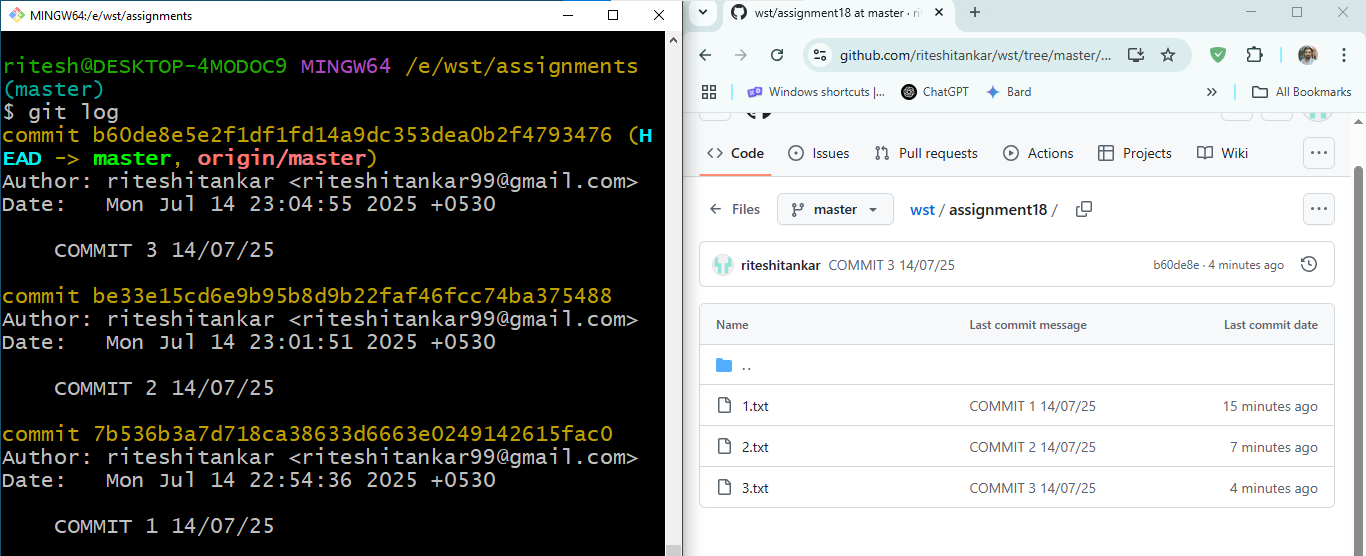 MINGW64:/e/wst/assignments
ritesh@DESKTOP-4MODOC9 MINGW64 /e/wst/assignments
(master)
$ git log
commit b60de8e5e2f1df1fd14a9dc353dea0b2f4793476 (H
EAD -> master, origin/master)
Author: riteshitankar <riteshitankar99@gmail.com>
Date:   Mon Jul 14 23:04:55 2025 +0530
COMMIT 3 14/07/25
commit be33e15cd6e9b95b8d9b22faf46fcc74ba375488
Author: riteshitankar <riteshitankar99@gmail.com>
Date:   Mon Jul 14 23:01:51 2025 +0530
COMMIT 2 14/07/25
commit 7b536b3a7d718ca38633d6663e0249142615fac0
Author: riteshitankar <riteshitankar99@gmail.com>
Date:   Mon Jul 14 22:54:36 2025 +0530
COMMIT 1 14/07/25
wst/assignment18 at master · ri
github.com/riteshitankar/wst/tree/master/...
Windows shortcuts |... ChatGPT Bard » All Bookmarks
Code Issues Pull requests Actions Projects Wiki ...
Files master wst / assignment18 / ...
riteshitankar COMMIT 3 14/07/25 b60de8e · 4 minutes ago
Name Last commit message Last commit date
..
1.txt COMMIT 1 14/07/25 15 minutes ago
2.txt COMMIT 2 14/07/25 7 minutes ago
3.txt COMMIT 3 14/07/25 4 minutes ago